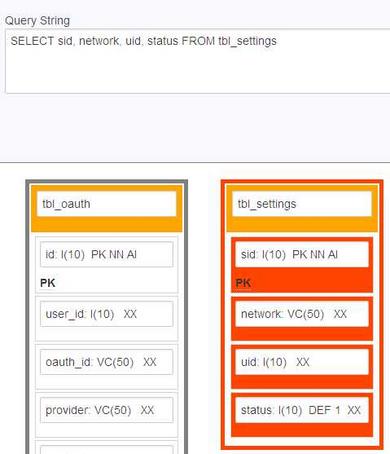 Query String
SELECT sid, network, uid, status FROM tbl_settings
tbl_oauth
id: I(10) PK NN AI
PK
user_id: I(10) XX
oauth_id: VC(50) XX
provider: VC(50) XX
tbl_settings
sid: I(10) PK NN AI
PK
network: VC(50) XX
uid: I(10) XX
status: I(10) DEF 1 XX